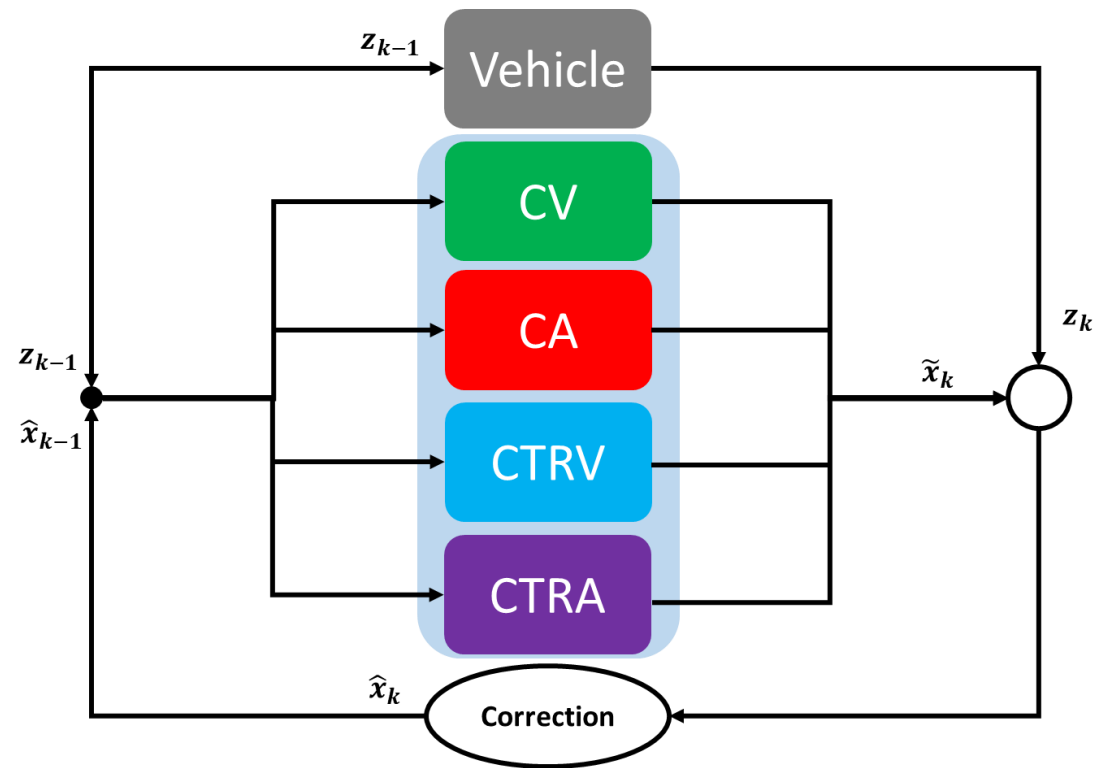 z_{k-1}
Vehicle
CV
CA
z_k
z_{k-1}
x̃_k
x̂_{k-1}
CTRV
CTRA
x̂_k
Correction